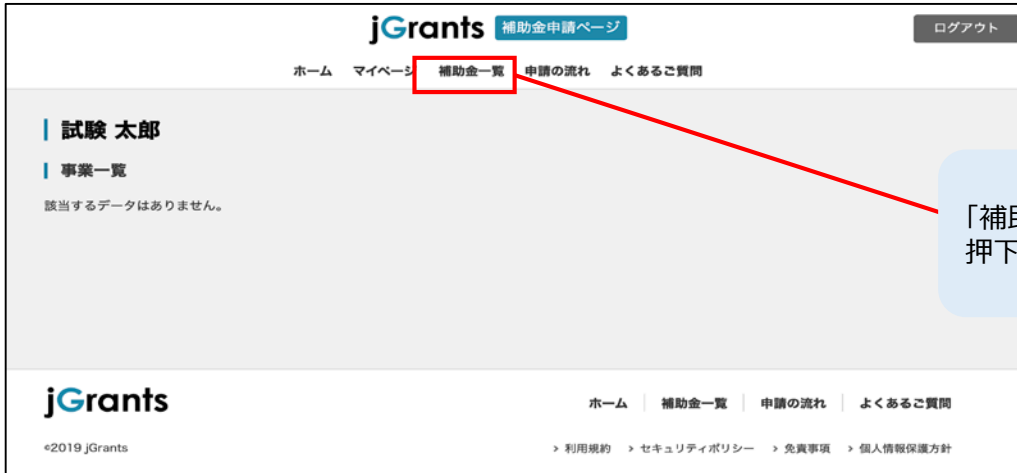 jGrants 補助金申請ページ ログアウト
ホーム マイページ 補助金一覧 申請の流れ よくあるご質問
試験 太郎
事業一覧
該当するデータはありません。
「補
押下
jGrants
ホーム 補助金一覧 申請の流れ よくあるご質問
©2019 jGrants
> 利用規約 > セキュリティポリシー > 免責事項 > 個人情報保護方針